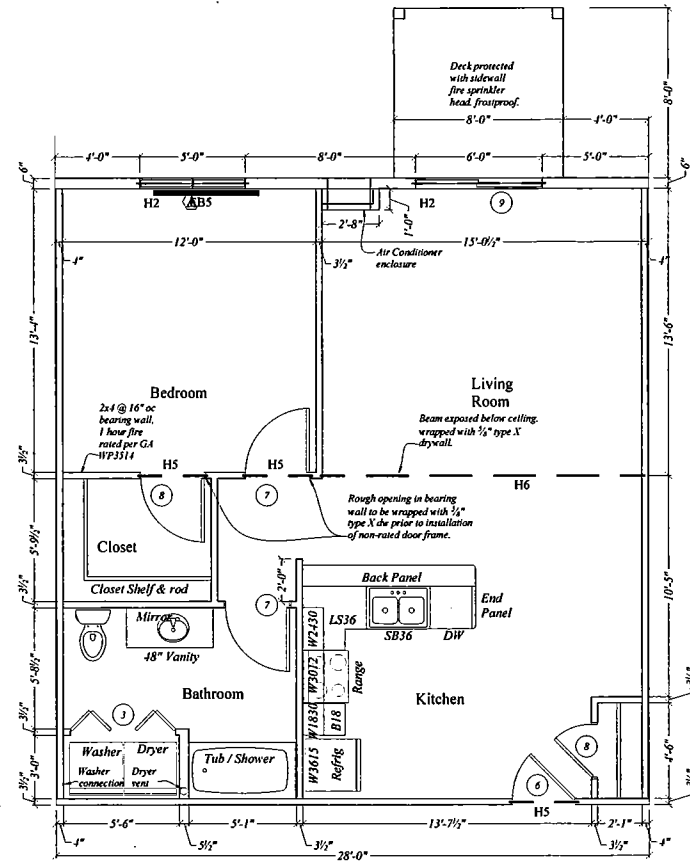 Deck protected
with sidewall
fire sprinkler
head. frostproof.
8'-0"
8'-0"
4'-0"
4'-0"
5'-0"
8'-0"
6'-0"
5'-0"
6"
6"
H2
AB5
H2
9
2'-8"
1'-0"
12'-0"
15'-0½"
Air Conditioner
enclosure
4"
3½"
4"
13'-4"
13'-6"
Bedroom
Living
Room
2x4 @ 16" oc
bearing wall,
1 hour fire
rated per GA
WP3514
Beam exposed below ceiling.
wrapped with ⅝" type X
drywall.
3½"
H5
H5
H6
8
7
Rough opening in bearing
wall to be wrapped with ⅝"
type X dw prior to installation
of non-rated door frame.
5'-9½"
Closet
Closet Shelf & rod
2'-0"
10'-5"
Back Panel
End
Panel
3½"
7
Mirror
48" Vanity
W2430
LS36
SB36
DW
5'-8½"
W3012
Range
Bathroom
Kitchen
3
W1830
B18
8
3½"
4'-6"
Washer
Dryer
Tub / Shower
Washer
connection
Dryer
vent
W3615
Refrig
6
3'-0"
3½"
H5
5'-6"
5'-1"
13'-7½"
2'-1"
4"
5½"
3½"
3½"
4"
28'-0"